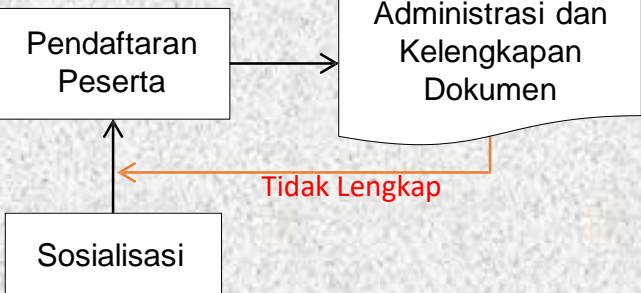 Pendaftaran
Peserta
Administrasi dan
Kelengkapan
Dokumen
Tidak Lengkap
Sosialisasi